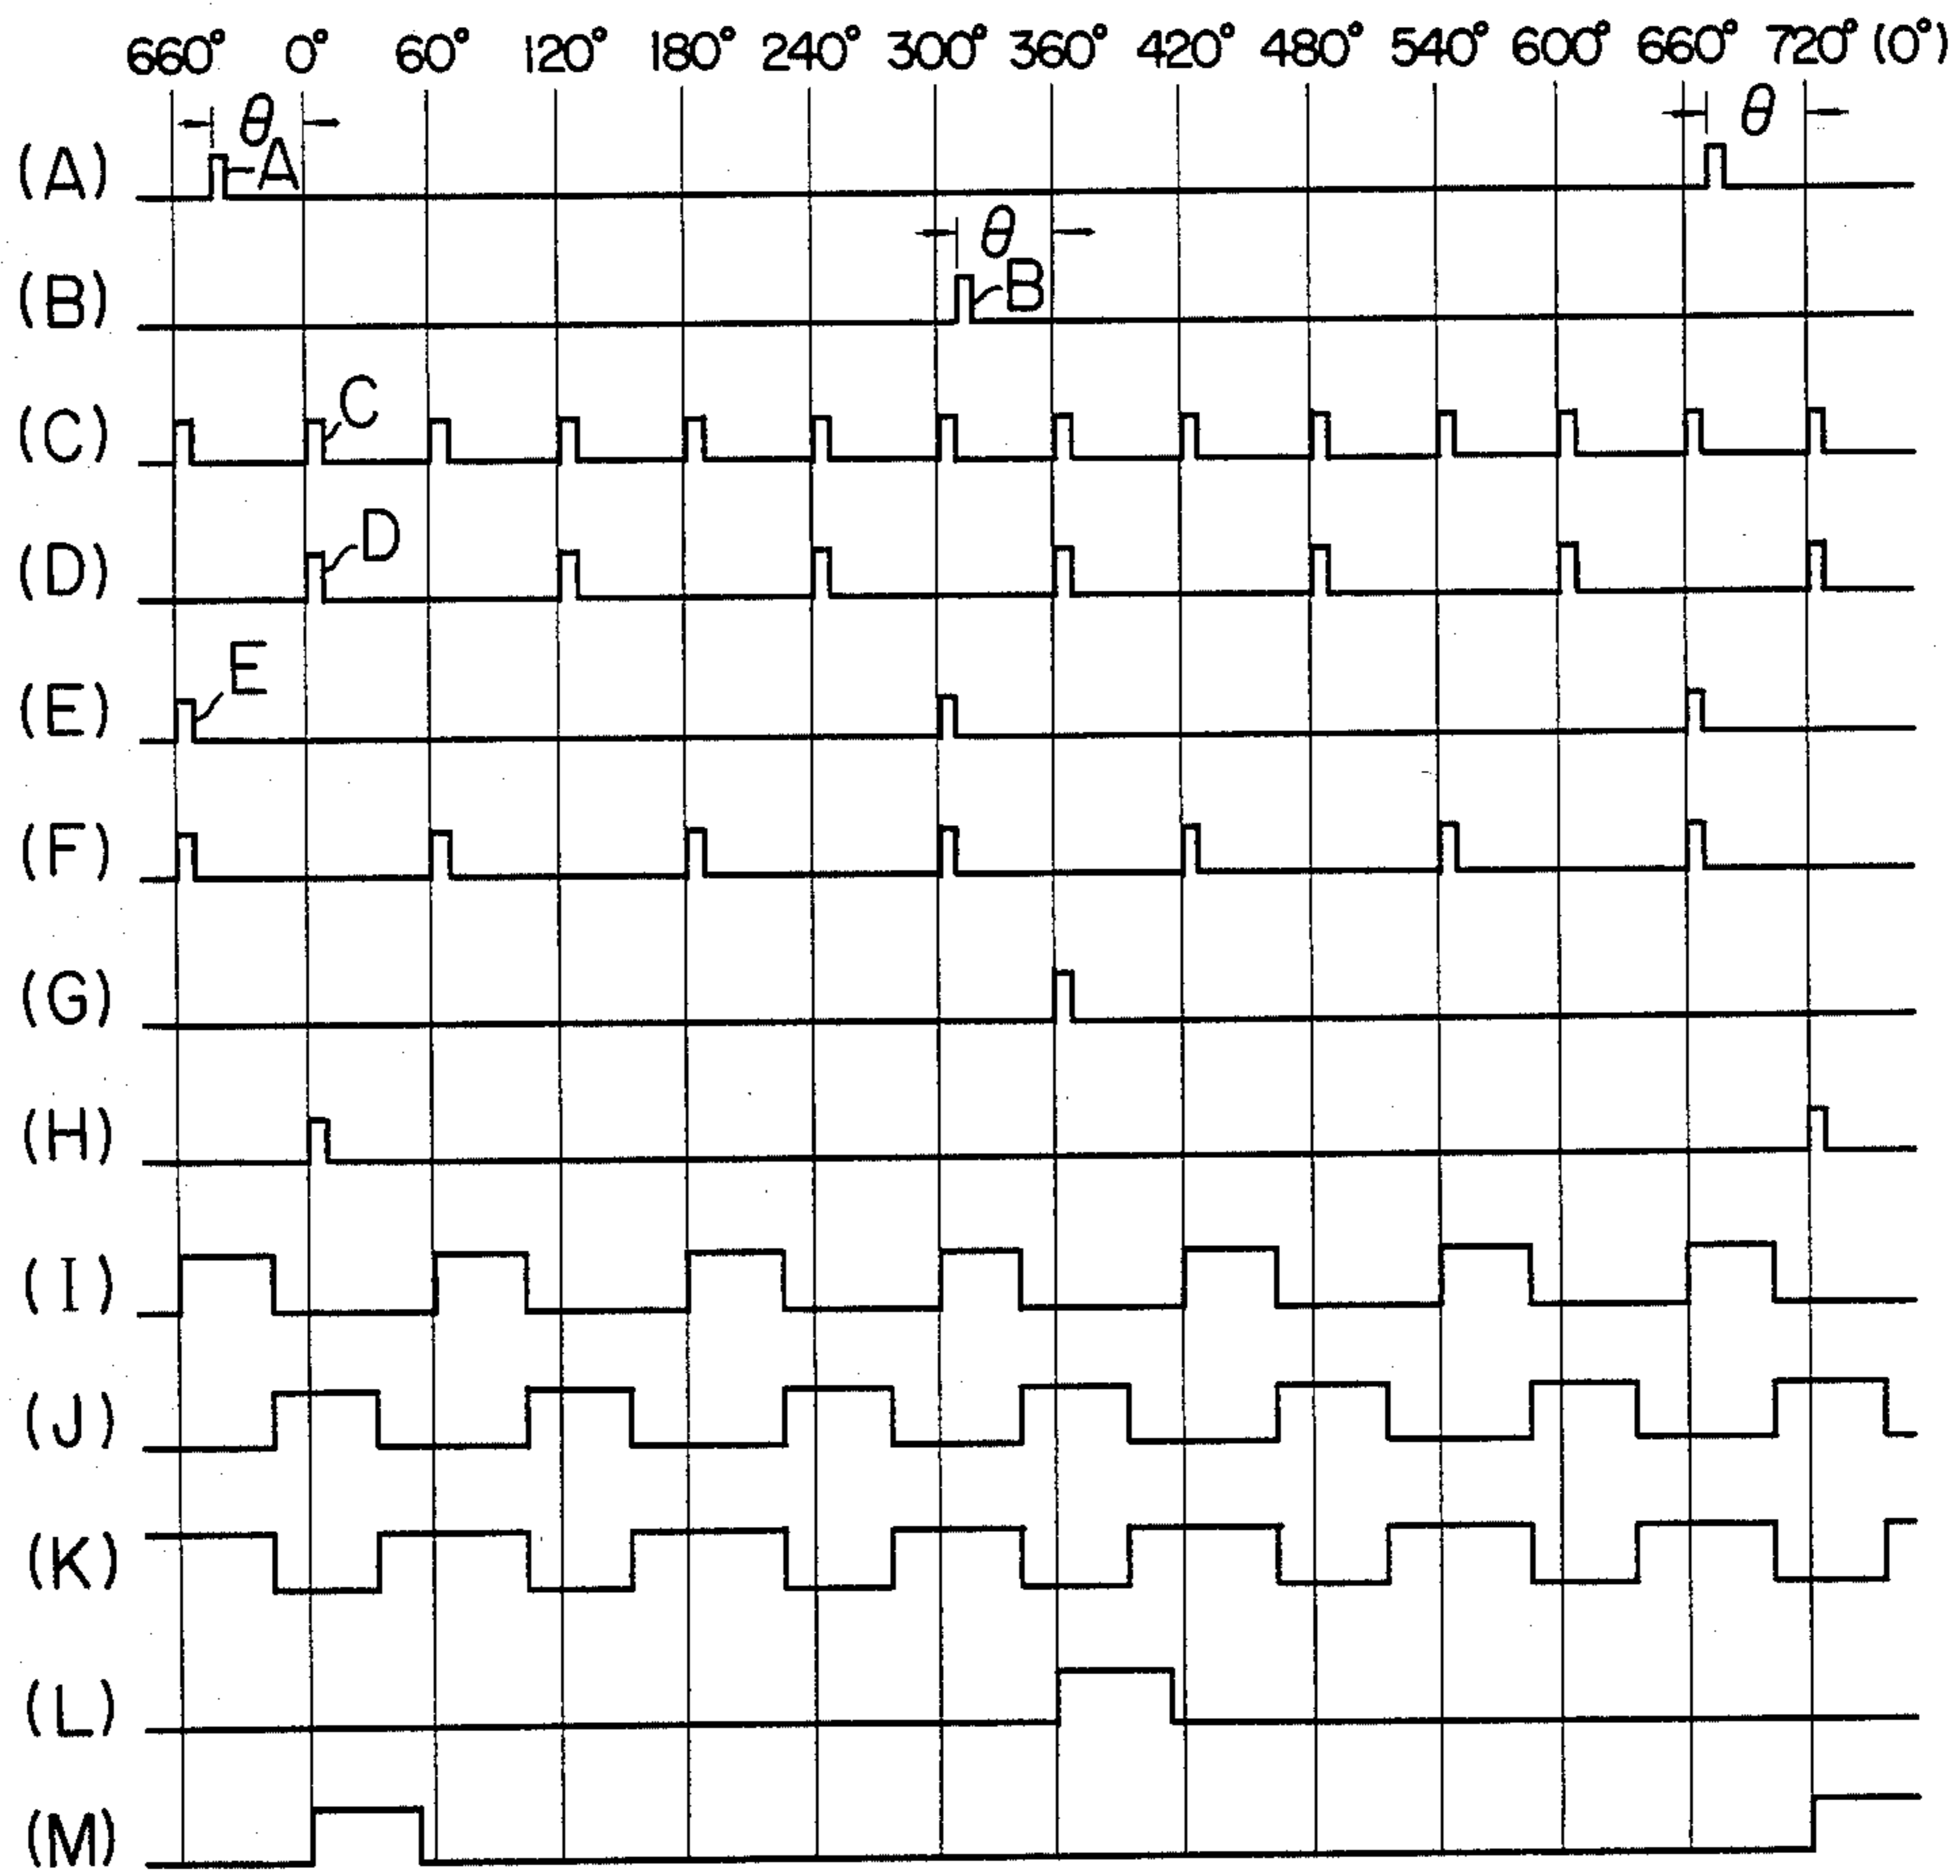 660° 0° 60° 120° 180° 240° 300° 360° 420° 480° 540° 600° 660° 720° (0°)
θ θ
(A) A
θ
(B) B
(C) C
(D) D
(E) E
(F)
(G)
(H)
(I)
(J)
(K)
(L)
(M)